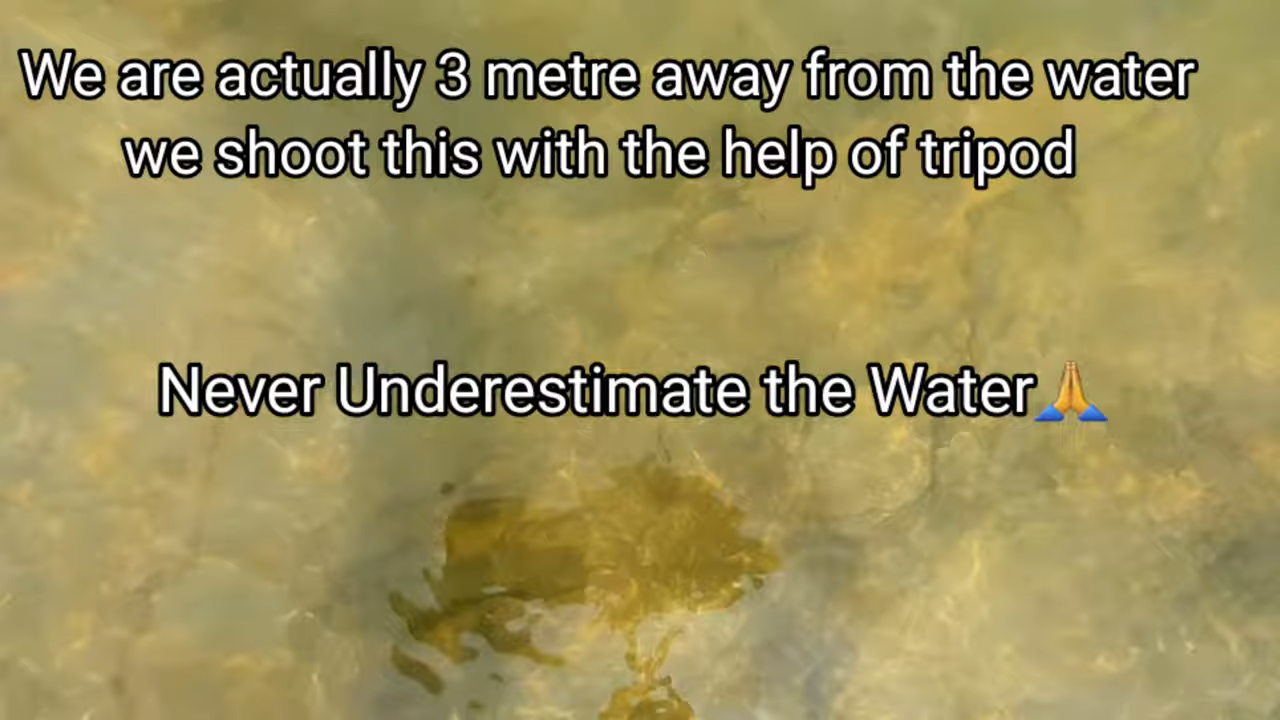 We are actually 3 metre away from the water
we shoot this with the help of tripod
Never Underestimate the Water🙏